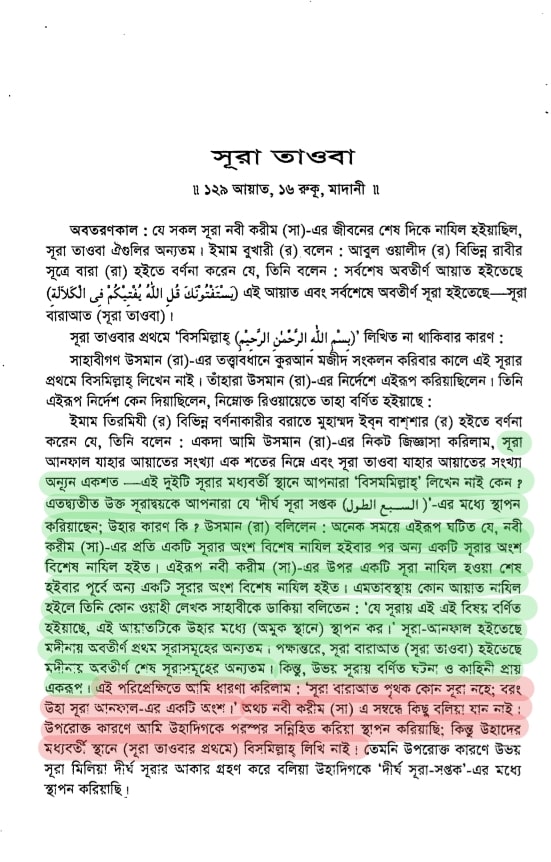 সূরা তাওবা
॥ ১২৯ আয়াত, ১৬ রুকূ, মাদানী ॥
অবতরণকাল : যে সকল সূরা নবী করীম (সা)-এর জীবনের শেষ দিকে নাযিল হইয়াছিল,
সূরা তাওবা ঐগুলির অন্যতম। ইমাম বুখারী (র) বলেন : আবুল ওয়ালীদ (র) বিভিন্ন রাবীর
সূত্রে বারা (রা) হইতে বর্ণনা করেন যে, তিনি বলেন : সর্বশেষ অবতীর্ণ আয়াত হইতেছে
(يَسْتَفْتُونَكَ قُلِ اللّٰهُ يُفْتِيْكُمْ فِى الْكَلَالَةِ) এই আয়াত এবং সর্বশেষে অবতীর্ণ সূরা হইতেছে—সূরা
বারাআত (সূরা তাওবা)।
সূরা তাওবার প্রথমে 'বিসমিল্লাহ্ (بِسْمِ اللّٰهِ الرَّحْمٰنِ الرَّحِيْمِ)' লিখিত না থাকিবার কারণ :
সাহাবীগণ উসমান (রা)-এর তত্ত্বাবধানে কুরআন মজীদ সংকলন করিবার কালে এই সূরার
প্রথমে বিসমিল্লাহ্ লিখেন নাই। তাঁহারা উসমান (রা)-এর নির্দেশে এইরূপ করিয়াছিলেন। তিনি
এইরূপ নির্দেশ কেন দিয়াছিলেন, নিম্নোক্ত রিওয়ায়েতে তাহা বর্ণিত হইয়াছে :
ইমাম তিরমিযী (র) বিভিন্ন বর্ণনাকারীর বরাতে মুহাম্মদ ইব্‌ন বাশ্‌শার (র) হইতে বর্ণনা
করেন যে, তিনি বলেন : একদা আমি উসমান (রা)-এর নিকট জিজ্ঞাসা করিলাম, সূরা
আনফাল যাহার আয়াতের সংখ্যা এক শতের নিম্নে এবং সূরা তাওবা যাহার আয়াতের সংখ্যা
অন্যূন একশত —এই দুইটি সূরার মধ্যবর্তী স্থানে আপনারা 'বিসমমিল্লাহ্' লিখেন নাই কেন ?
এতদ্ব্যতীত উক্ত সূরাদ্বয়কে আপনারা যে 'দীর্ঘ সূরা সপ্তক (السبع الطول)'-এর মধ্যে স্থাপন
করিয়াছেন; উহার কারণ কি ? উসমান (রা) বলিলেন : অনেক সময়ে এইরূপ ঘটিত যে, নবী
করীম (সা)-এর প্রতি একটি সূরার অংশ বিশেষ নাযিল হইবার পর অন্য একটি সূরার অংশ
বিশেষ নাযিল হইত। এইরূপ নবী করীম (সা)-এর উপর একটি সূরা নাযিল হওয়া শেষ
হইবার পূর্বে অন্য একটি সূরার অংশ বিশেষ নাযিল হইত। এমতাবস্থায় কোন আয়াত নাযিল
হইলে তিনি কোন ওয়াহী লেখক সাহাবীকে ডাকিয়া বলিতেন : 'যে সূরায় এই এই বিষয় বর্ণিত
হইয়াছে, এই আয়াতটিকে উহার মধ্যে (অমুক স্থানে) স্থাপন কর।' সূরা-আনফাল হইতেছে
মদীনায় অবতীর্ণ প্রথম সূরাসমূহের অন্যতম। পক্ষান্তরে, সূরা বারাআত (সূরা তাওবা) হইতেছে
মদীনায় অবতীর্ণ শেষ সূরাসমূহের অন্যতম। কিন্তু, উভয় সূরায় বর্ণিত ঘটনা ও কাহিনী প্রায়
একরূপ। এই পরিপ্রেক্ষিতে আমি ধারণা করিলাম : 'সূরা বারাআত পৃথক কোন সূরা নহে; বরং
উহা সূরা আনফাল-এর একটি অংশ।' অথচ নবী করীম (সা) এ সম্বন্ধে কিছু বলিয়া যান নাই।
উপরোক্ত কারণে আমি উহাদিগকে পরস্পর সন্নিহিত করিয়া স্থাপন করিয়াছি; কিন্তু উহাদের
মধ্যবর্তী স্থানে (সূরা তাওবার প্রথমে) বিসমিল্লাহ্ লিখি নাই। তেমনি উপরোক্ত কারণে উভয়
সূরা মিলিয়া দীর্ঘ সূরার আকার গ্রহণ করে বলিয়া উহাদিগকে 'দীর্ঘ সূরা-সপ্তক'-এর মধ্যে
স্থাপন করিয়াছি।